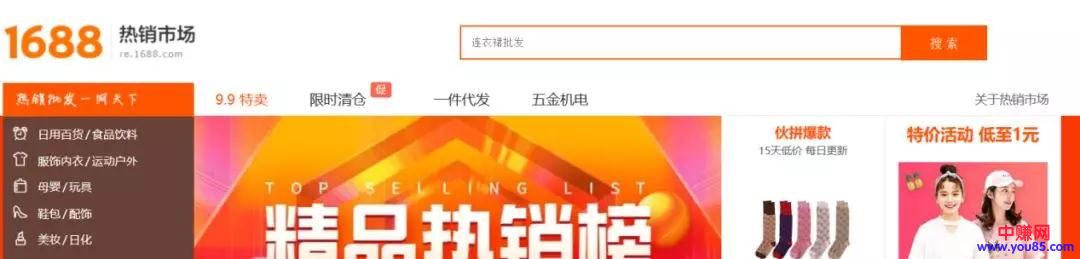 1688
热销市场
re.1688.com
连衣裙批发
搜 索
热销批发一网天下
9.9 特卖
限时清仓
促
一件代发
五金机电
关于热销市场
日用百货/食品饮料
服饰内衣/运动户外
母婴/玩具
鞋包/配饰
美妆/日化
TOP SELLING LIST
精品热销榜
伙拼爆款
15天低价 每日更新
特价活动 低至1元
中赚网
www.you85.com